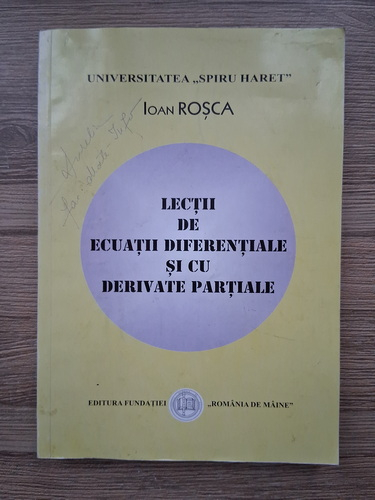 UNIVERSITATEA „SPIRU HARET”
IOAN ROȘCA
LECȚII
DE
ECUAȚII DIFERENȚIALE
ȘI CU
DERIVATE PARȚIALE
EDITURA FUNDAȚIEI „ROMÂNIA DE MÂINE”